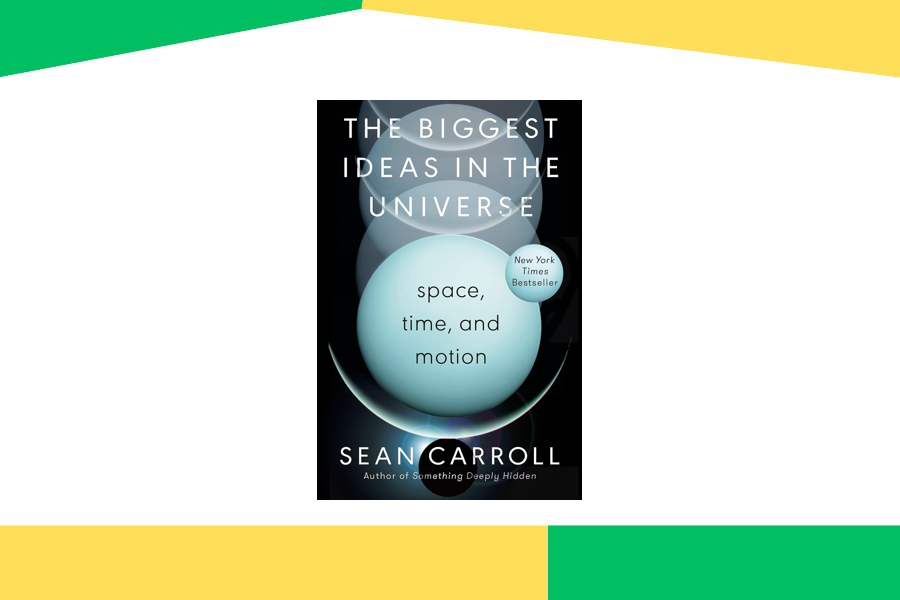 THE BIGGEST
IDEAS IN THE
UNIVERSE
New York
Times
Bestseller
space,
time, and
motion
SEAN CARROLL
Author of Something Deeply Hidden